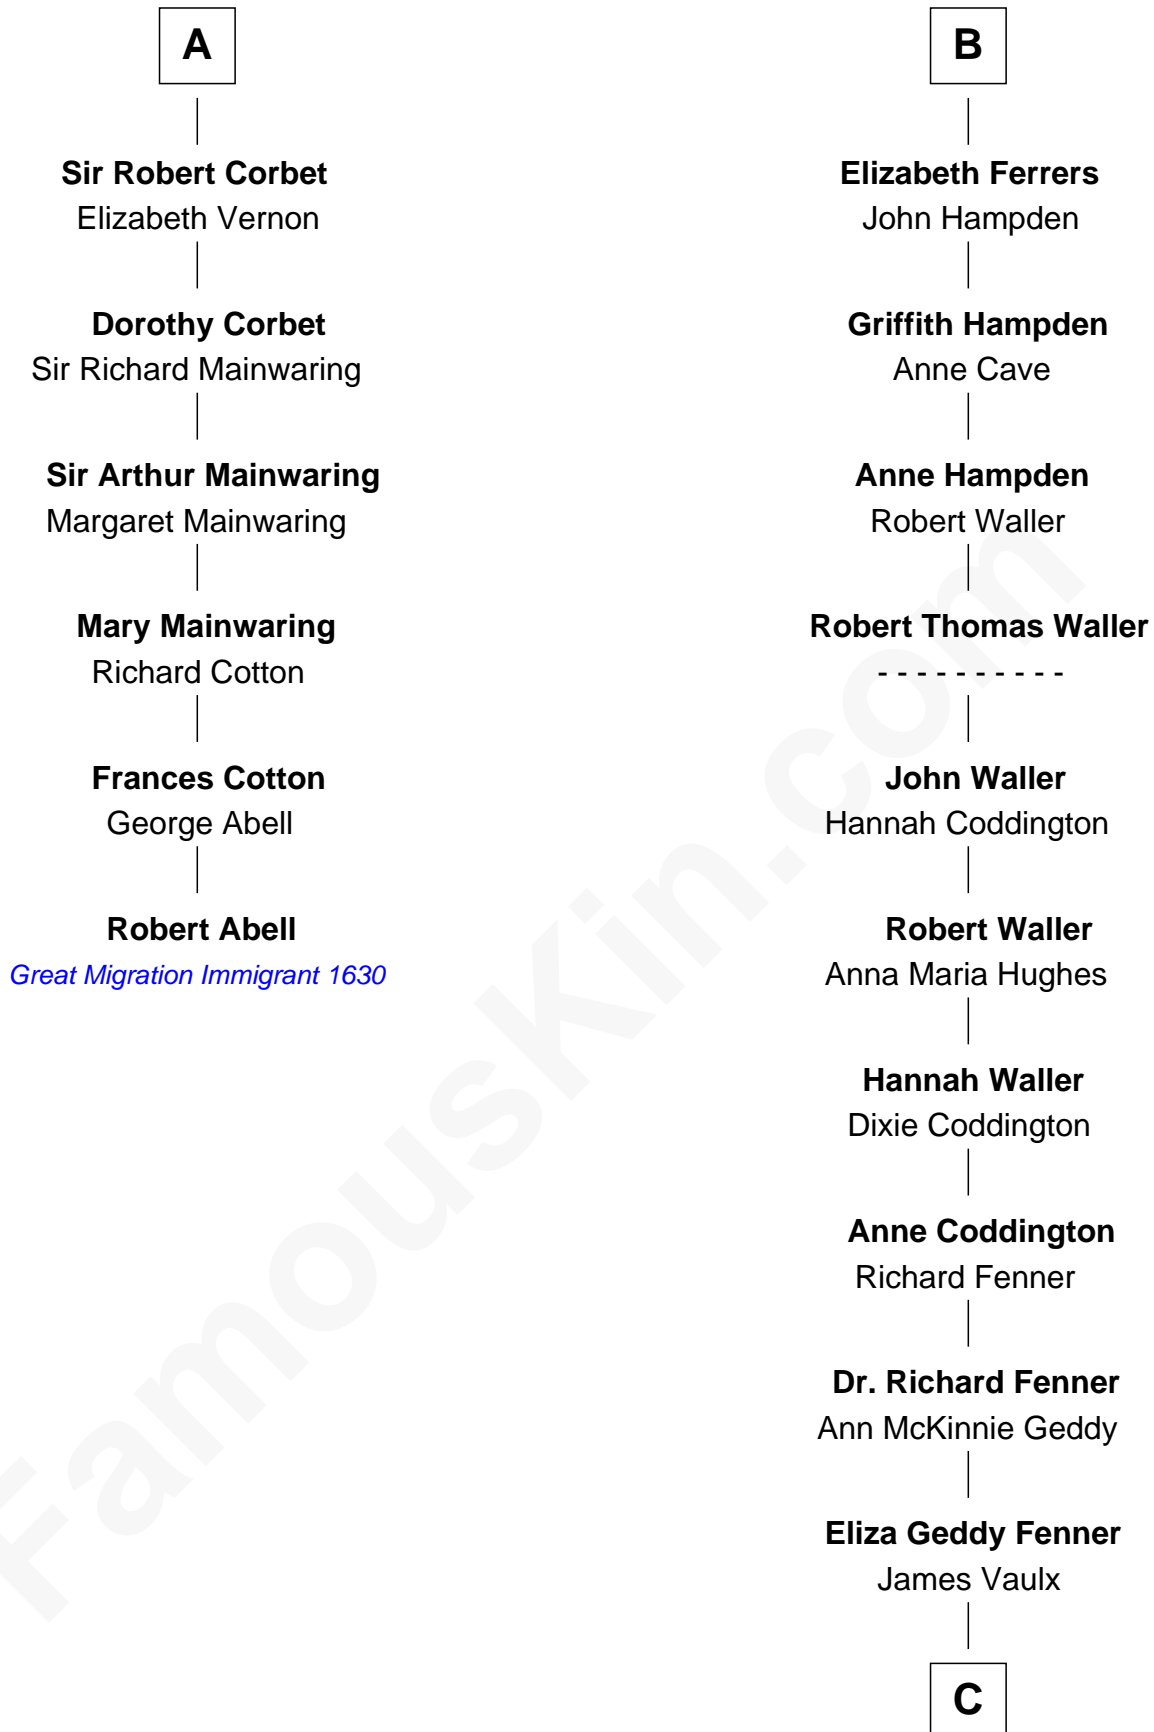 A
Sir Robert Corbet
Elizabeth Vernon
Dorothy Corbet
Sir Richard Mainwaring
Sir Arthur Mainwaring
Margaret Mainwaring
Mary Mainwaring
Richard Cotton
Frances Cotton
George Abell
Robert Abell
Great Migration Immigrant 1630
B
Elizabeth Ferrers
John Hampden
Griffith Hampden
Anne Cave
Anne Hampden
Robert Waller
Robert Thomas Waller
- - - - - - - - - -
John Waller
Hannah Coddington
Robert Waller
Anna Maria Hughes
Hannah Waller
Dixie Coddington
Anne Coddington
Richard Fenner
Dr. Richard Fenner
Ann McKinnie Geddy
Eliza Geddy Fenner
James Vaulx
C
FamousKin.com